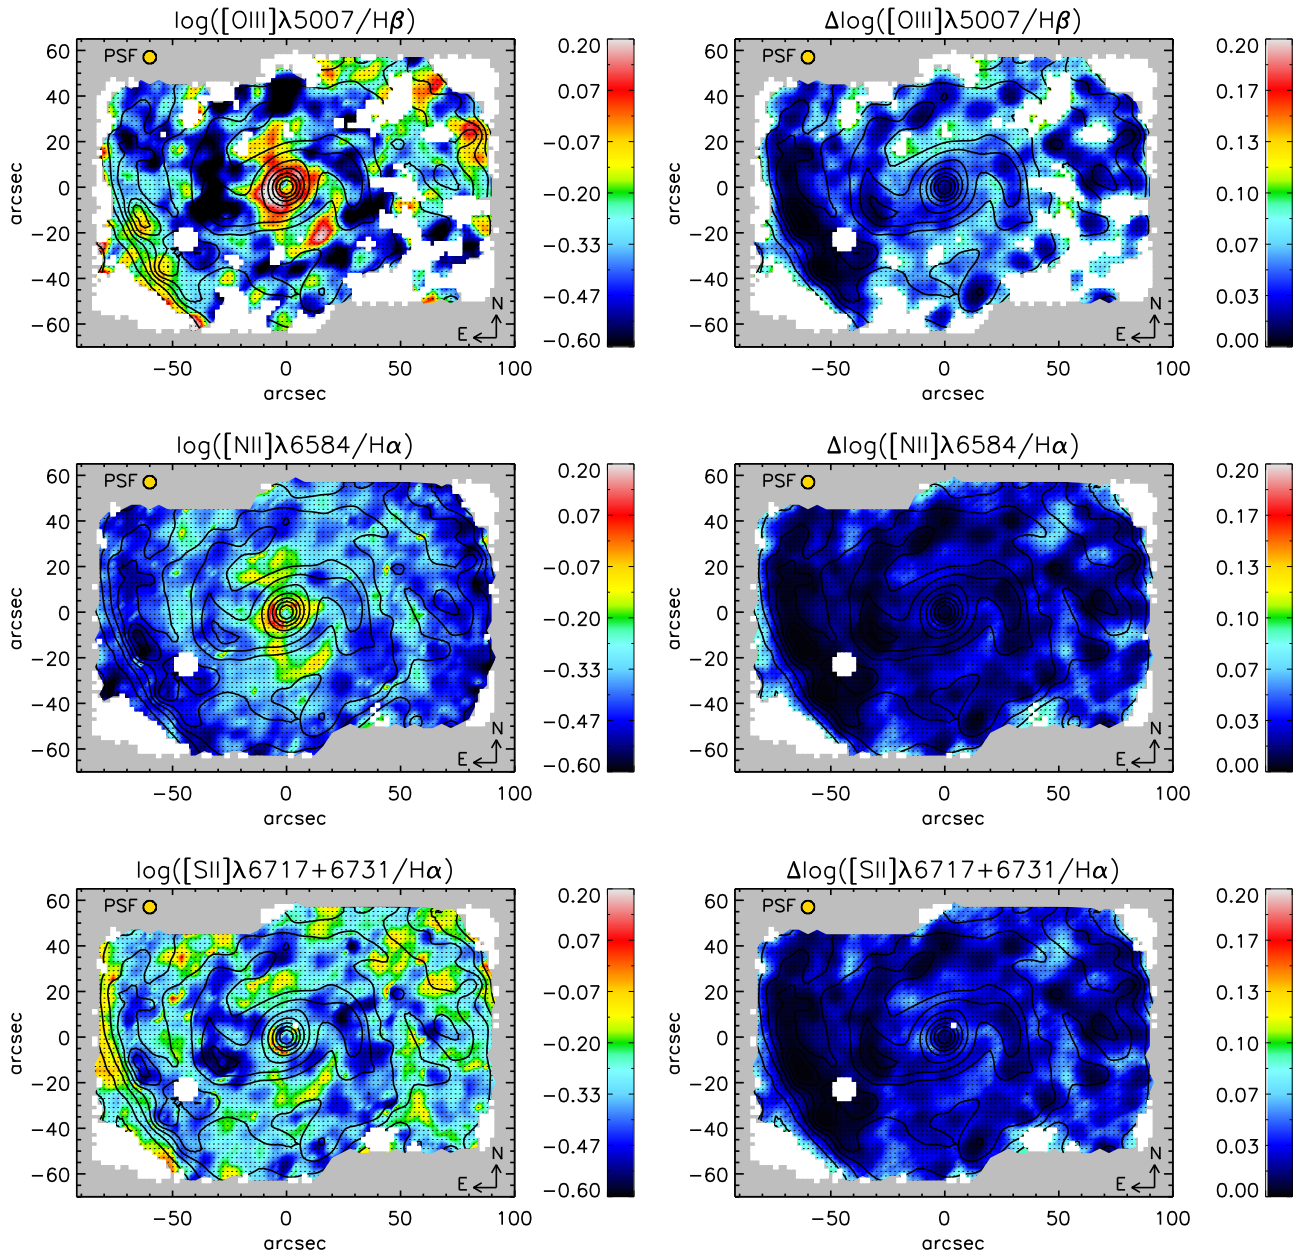 log([OIII]λ5007/Hβ)
PSF
60
40
20
0
−20
−40
−60
arcsec
−50 0 50 100
arcsec
N
E
0.20
0.07
−0.07
−0.20
−0.33
−0.47
−0.60
Δlog([OIII]λ5007/Hβ)
PSF
60
40
20
0
−20
−40
−60
arcsec
−50 0 50 100
arcsec
N
E
0.20
0.17
0.13
0.10
0.07
0.03
0.00
log([NII]λ6584/Hα)
PSF
60
40
20
0
−20
−40
−60
arcsec
−50 0 50 100
arcsec
N
E
0.20
0.07
−0.07
−0.20
−0.33
−0.47
−0.60
Δlog([NII]λ6584/Hα)
PSF
60
40
20
0
−20
−40
−60
arcsec
−50 0 50 100
arcsec
N
E
0.20
0.17
0.13
0.10
0.07
0.03
0.00
log([SII]λ6717+6731/Hα)
PSF
60
40
20
0
−20
−40
−60
arcsec
−50 0 50 100
arcsec
N
E
0.20
0.07
−0.07
−0.20
−0.33
−0.47
−0.60
Δlog([SII]λ6717+6731/Hα)
PSF
60
40
20
0
−20
−40
−60
arcsec
−50 0 50 100
arcsec
N
E
0.20
0.17
0.13
0.10
0.07
0.03
0.00